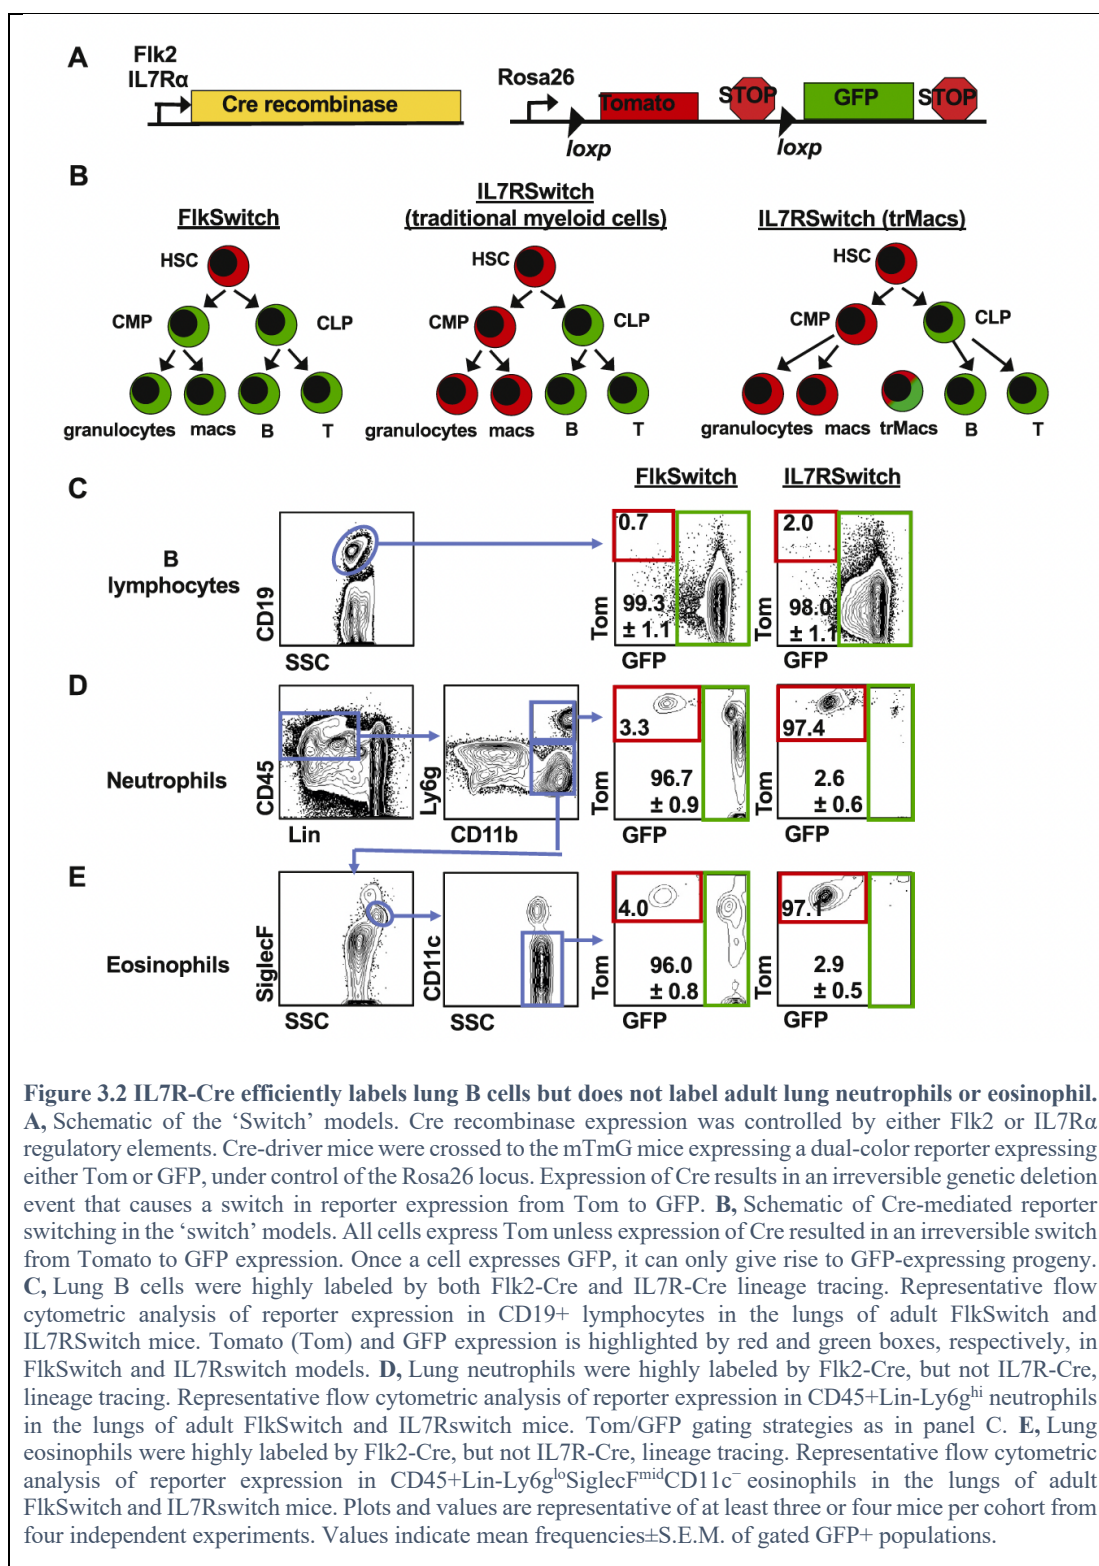 A
Flk2
IL7Rα
Cre recombinase
Rosa26
Tomato
STOP
GFP
STOP
loxp
loxp
B
FlkSwitch
IL7RSwitch
(traditional myeloid cells)
IL7RSwitch (trMacs)
HSC
HSC
HSC
CMP
CLP
CMP
CLP
CMP
CLP
granulocytes macs B T
granulocytes macs B T
granulocytes macs trMacs B T
C
FlkSwitch
IL7RSwitch
B
lymphocytes
CD19
SSC
0.7
99.3
± 1.1
Tom
GFP
2.0
98.0
± 1.1
Tom
GFP
D
Neutrophils
CD45
Lin
Ly6g
CD11b
3.3
96.7
± 0.9
Tom
GFP
97.4
2.6
± 0.6
Tom
GFP
E
Eosinophils
SiglecF
SSC
CD11c
SSC
4.0
96.0
± 0.8
Tom
GFP
97.1
2.9
± 0.5
Tom
GFP
Figure 3.2 IL7R-Cre efficiently labels lung B cells but does not label adult lung neutrophils or eosinophil.
A, Schematic of the ‘Switch’ models. Cre recombinase expression was controlled by either Flk2 or IL7Rα
regulatory elements. Cre-driver mice were crossed to the mTmG mice expressing a dual-color reporter expressing
either Tom or GFP, under control of the Rosa26 locus. Expression of Cre results in an irreversible genetic deletion
event that causes a switch in reporter expression from Tom to GFP. B, Schematic of Cre-mediated reporter
switching in the ‘switch’ models. All cells express Tom unless expression of Cre resulted in an irreversible switch
from Tomato to GFP expression. Once a cell expresses GFP, it can only give rise to GFP-expressing progeny.
C, Lung B cells were highly labeled by both Flk2-Cre and IL7R-Cre lineage tracing. Representative flow
cytometric analysis of reporter expression in CD19+ lymphocytes in the lungs of adult FlkSwitch and
IL7RSwitch mice. Tomato (Tom) and GFP expression is highlighted by red and green boxes, respectively, in
FlkSwitch and IL7Rswitch models. D, Lung neutrophils were highly labeled by Flk2-Cre, but not IL7R-Cre,
lineage tracing. Representative flow cytometric analysis of reporter expression in CD45+Lin-Ly6g^hi neutrophils
in the lungs of adult FlkSwitch and IL7Rswitch mice. Tom/GFP gating strategies as in panel C. E, Lung
eosinophils were highly labeled by Flk2-Cre, but not IL7R-Cre, lineage tracing. Representative flow cytometric
analysis of reporter expression in CD45+Lin-Ly6g^loSiglecF^midCD11c⁻ eosinophils in the lungs of adult
FlkSwitch and IL7Rswitch mice. Plots and values are representative of at least three or four mice per cohort from
four independent experiments. Values indicate mean frequencies±S.E.M. of gated GFP+ populations.